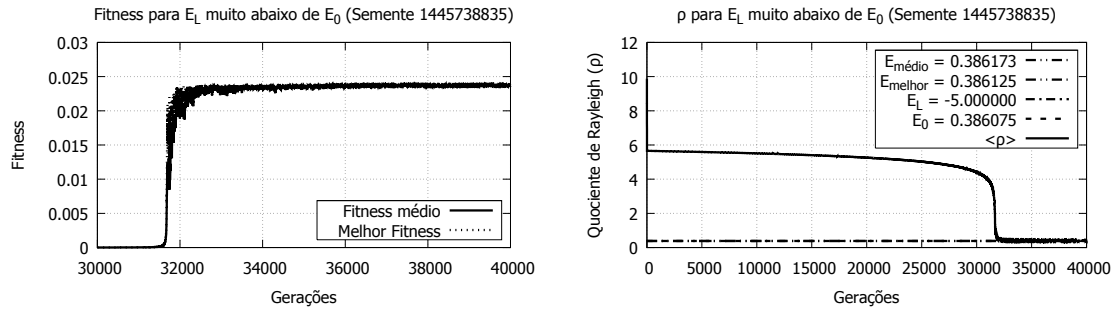 Fitness para E_L muito abaixo de E_0 (Semente 1445738835)
0.03
0.025
0.02
0.015
0.01
0.005
0
Fitness
Fitness médio
Melhor Fitness
30000 32000 34000 36000 38000 40000
Gerações
ρ para E_L muito abaixo de E_0 (Semente 1445738835)
12
10
8
6
4
2
0
Quociente de Rayleigh (ρ)
E_médio = 0.386173
E_melhor = 0.386125
E_L = -5.000000
E_0 = 0.386075
<ρ>
0 5000 10000 15000 20000 25000 30000 35000 40000
Gerações